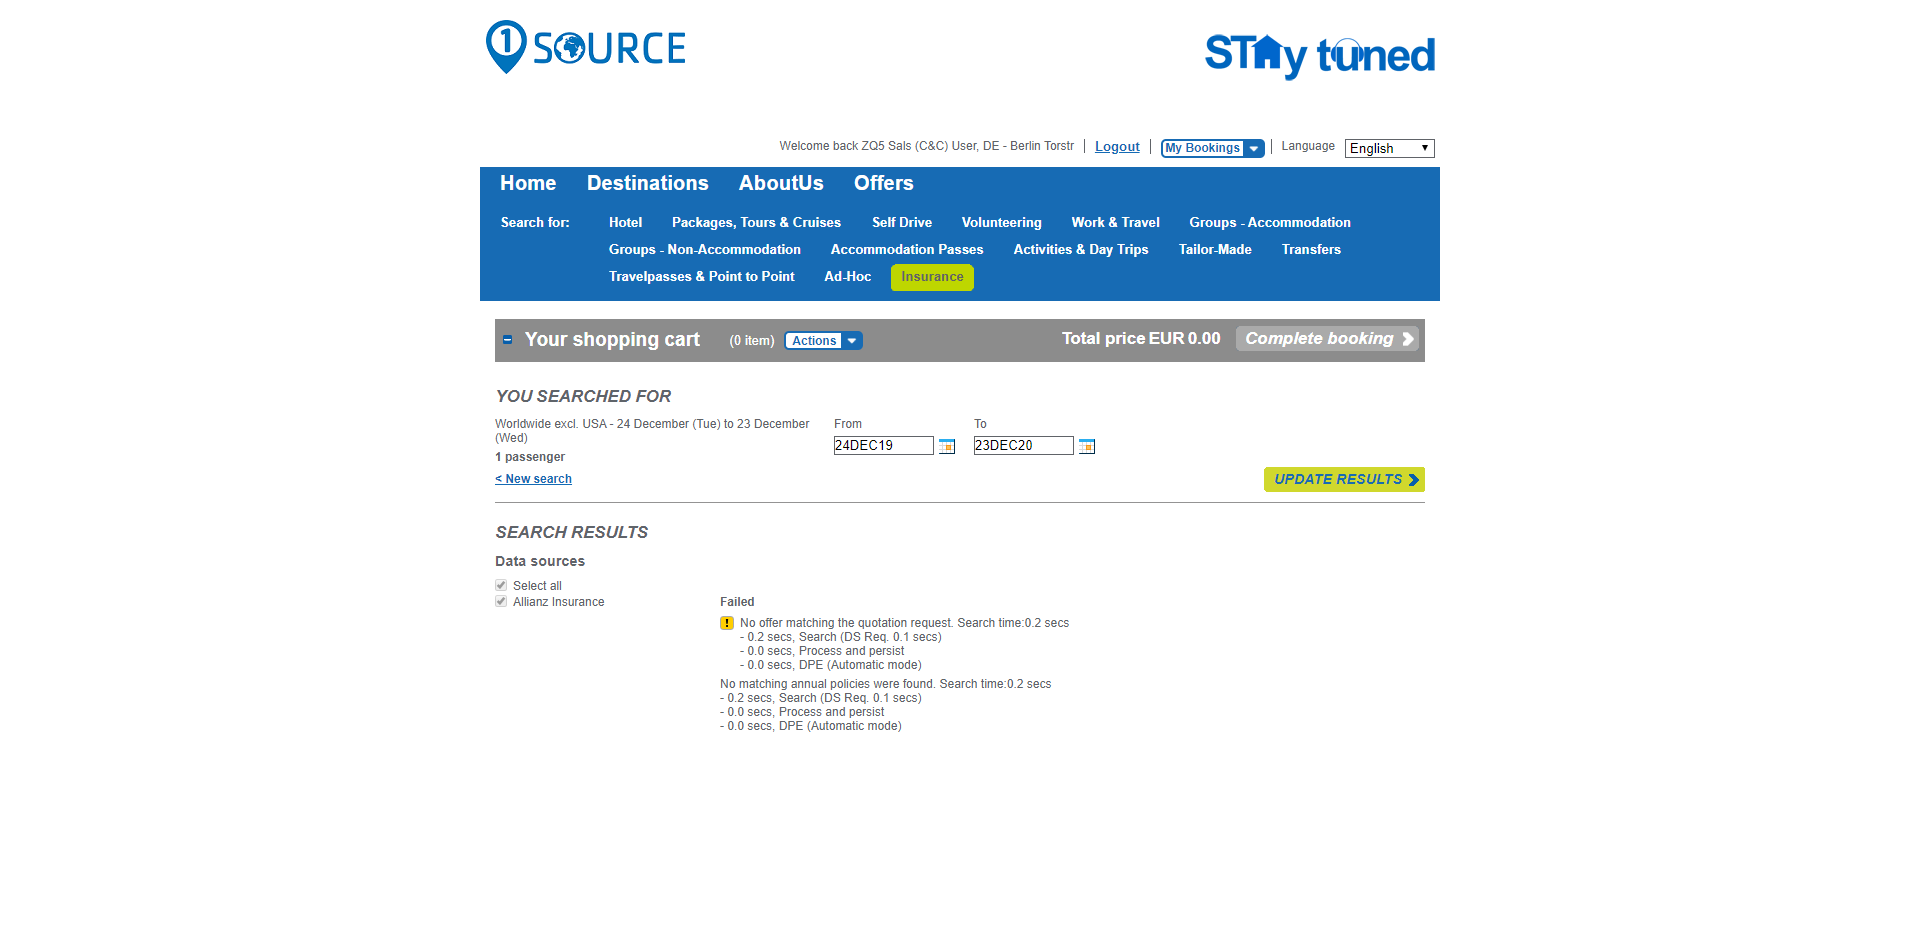 1 SOURCE
STAy tuned
Welcome back ZQ5 Sals (C&C) User, DE - Berlin Torstr | Logout | My Bookings | Language English
Home Destinations AboutUs Offers
Search for: Hotel Packages, Tours & Cruises Self Drive Volunteering Work & Travel Groups - Accommodation
Groups - Non-Accommodation Accommodation Passes Activities & Day Trips Tailor-Made Transfers
Travelpasses & Point to Point Ad-Hoc Insurance
Your shopping cart (0 item) Actions Total price EUR 0.00 Complete booking
YOU SEARCHED FOR
Worldwide excl. USA - 24 December (Tue) to 23 December
(Wed)
From To
24DEC19 23DEC20
1 passenger
< New search
UPDATE RESULTS
SEARCH RESULTS
Data sources
Select all
Allianz Insurance
Failed
! No offer matching the quotation request. Search time:0.2 secs
- 0.2 secs, Search (DS Req. 0.1 secs)
- 0.0 secs, Process and persist
- 0.0 secs, DPE (Automatic mode)
No matching annual policies were found. Search time:0.2 secs
- 0.2 secs, Search (DS Req. 0.1 secs)
- 0.0 secs, Process and persist
- 0.0 secs, DPE (Automatic mode)